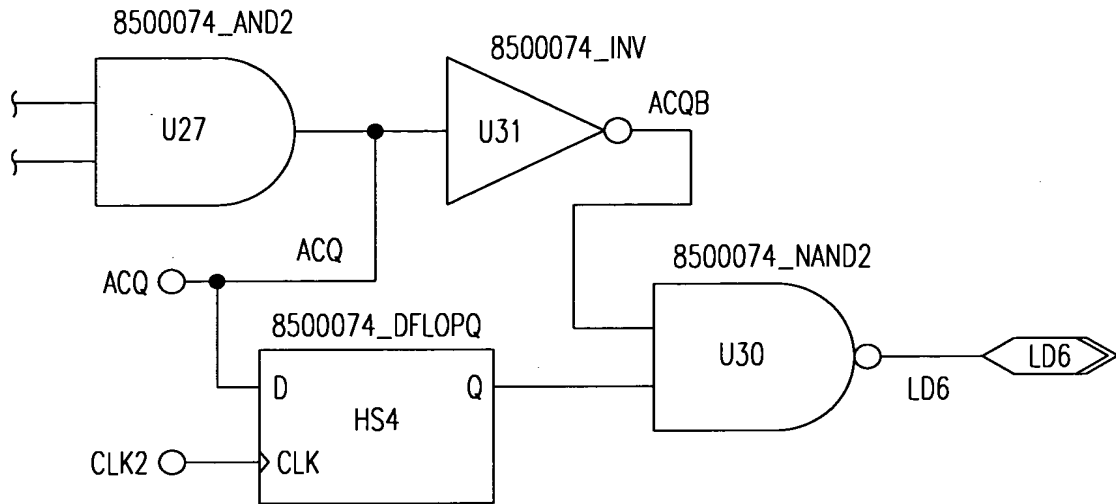 8500074_AND2
8500074_INV
U27
U31
ACQB
ACQ
ACQ
8500074_NAND2
8500074_DFLOPQ
U30
LD6
LD6
D
Q
HS4
CLK2
CLK